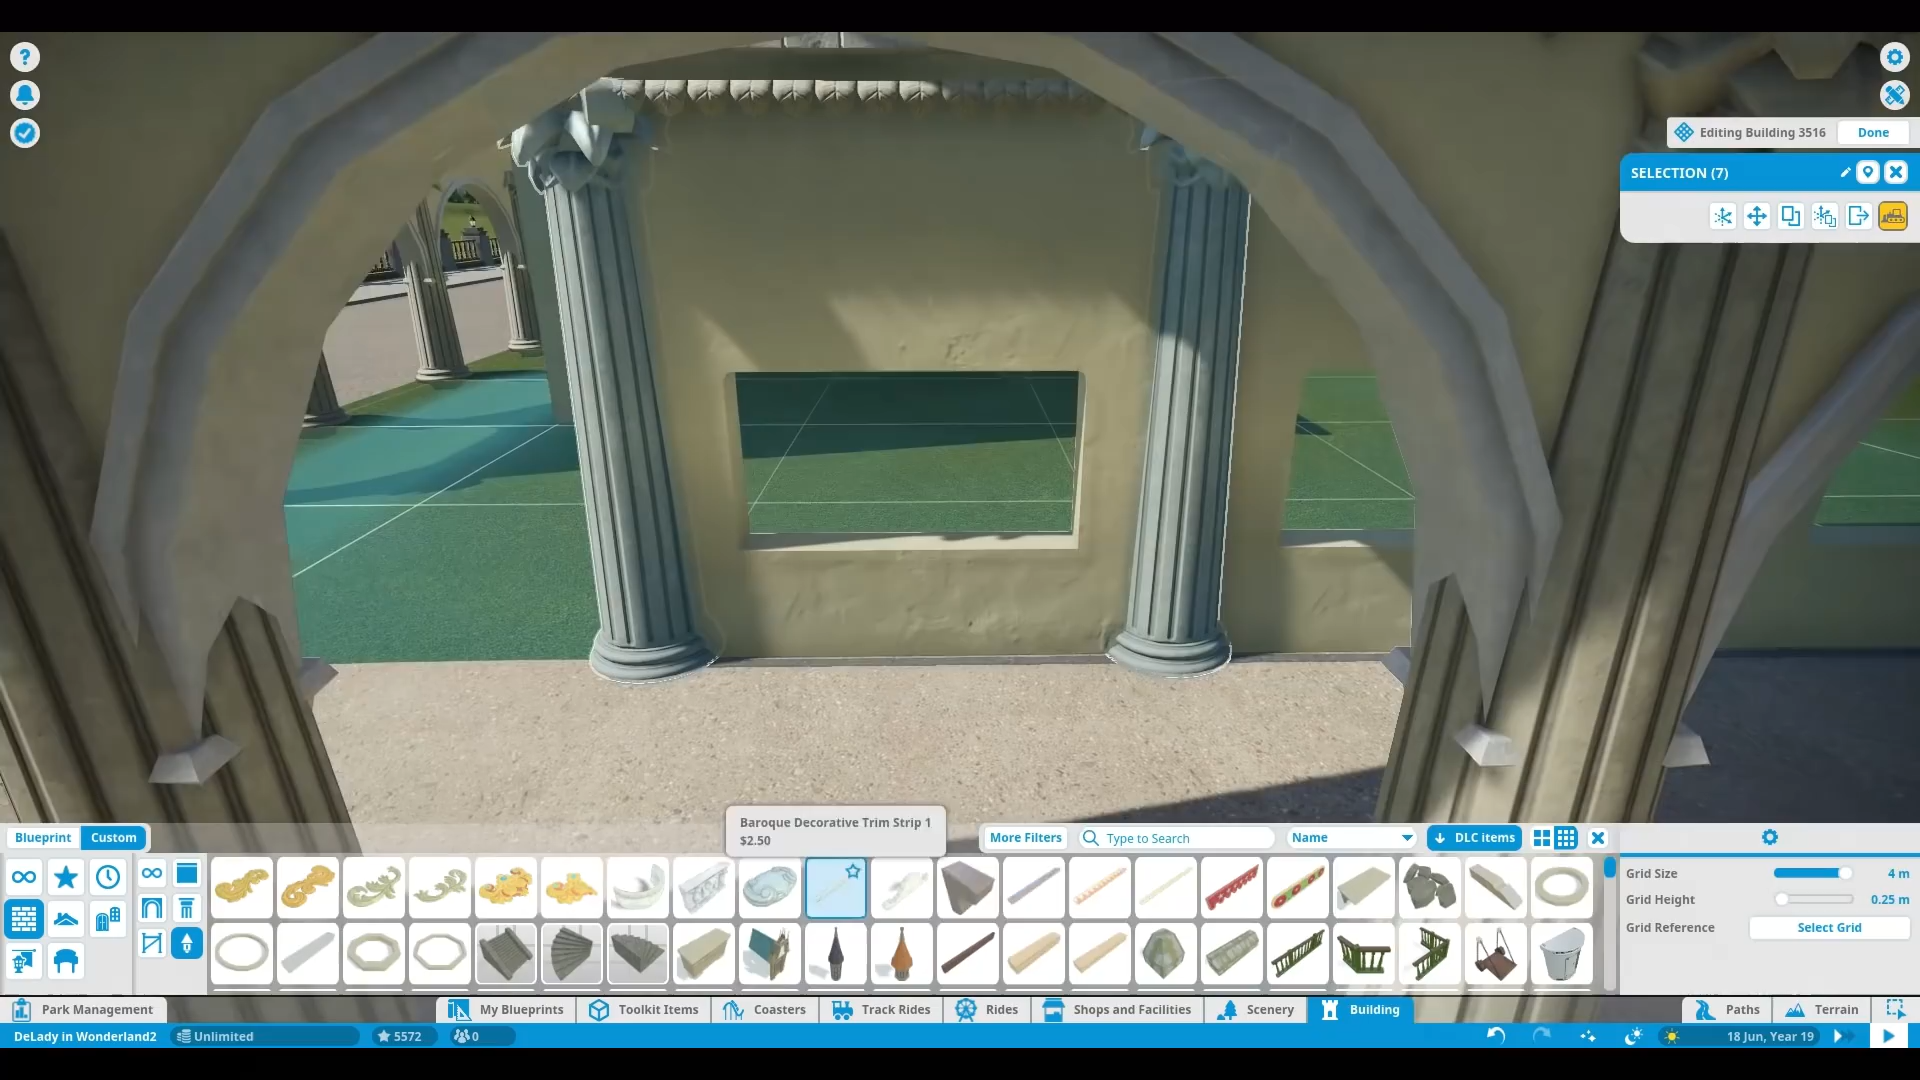 ?
Editing Building 3516
Done
SELECTION (7)
Baroque Decorative Trim Strip 1
$2.50
Blueprint
Custom
More Filters
Type to Search
Name
DLC items
Grid Size
4 m
Grid Height
0.25 m
Grid Reference
Select Grid
Park Management
My Blueprints
Toolkit Items
Coasters
Track Rides
Rides
Shops and Facilities
Scenery
Building
Paths
Terrain
DeLady in Wonderland2
Unlimited
5572
0
18 Jun, Year 19